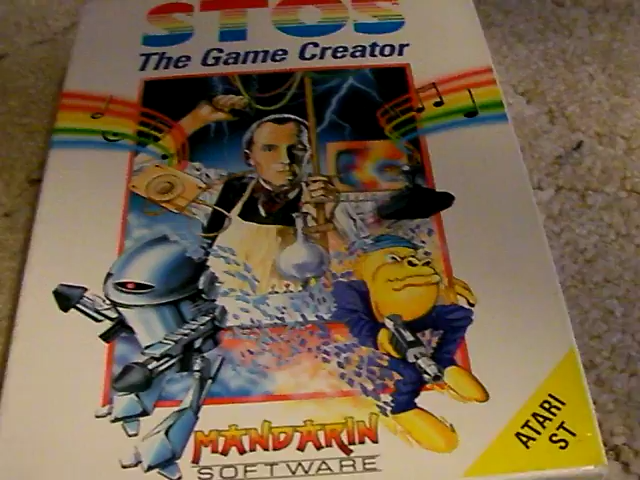 STOS
The Game Creator
MANDARIN
SOFTWARE
ATARI
ST